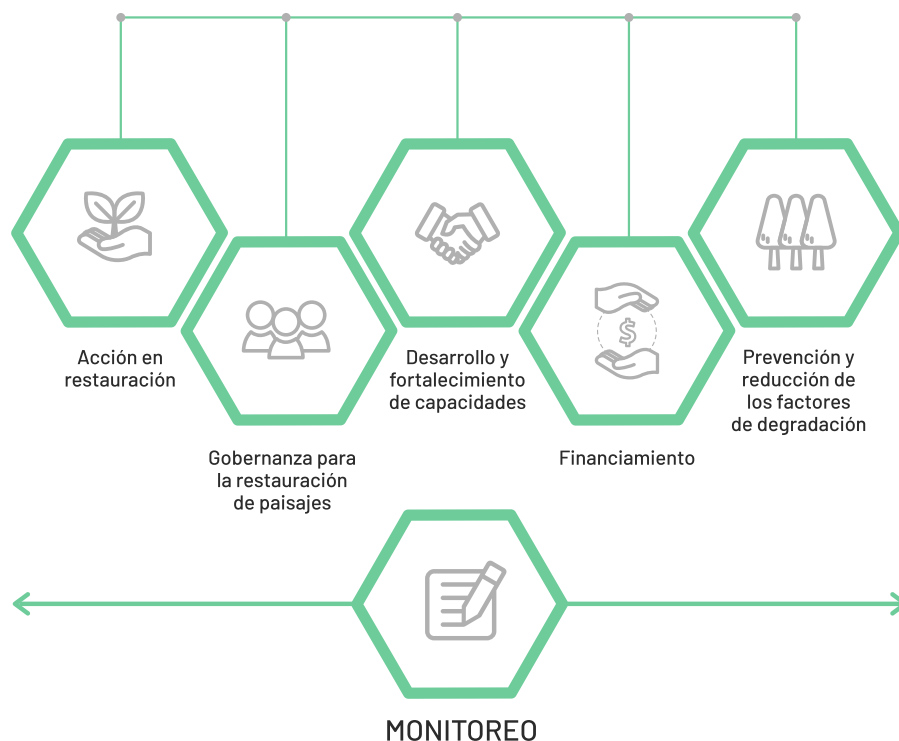 Acción en
restauración
Gobernanza para
la restauración
de paisajes
Desarrollo y
fortalecimiento
de capacidades
$
Financiamiento
Prevención y
reducción de
los factores
de degradación
MONITOREO